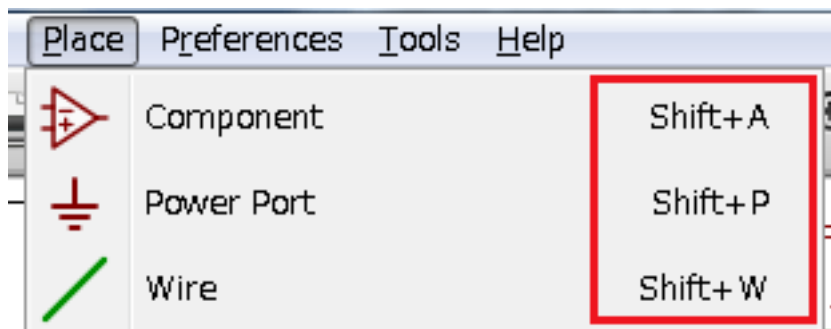 Place Preferences Tools Help
Component Shift+A
Power Port Shift+P
Wire Shift+W